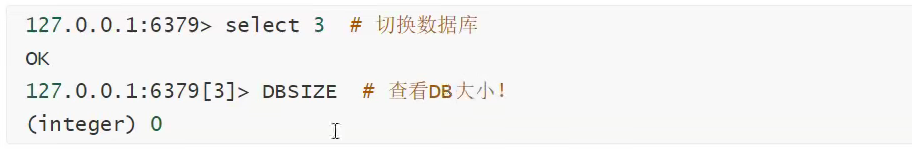 127.0.0.1:6379> select 3  # 切换数据库
OK
127.0.0.1:6379[3]> DBSIZE  # 查看DB大小！
(integer) 0